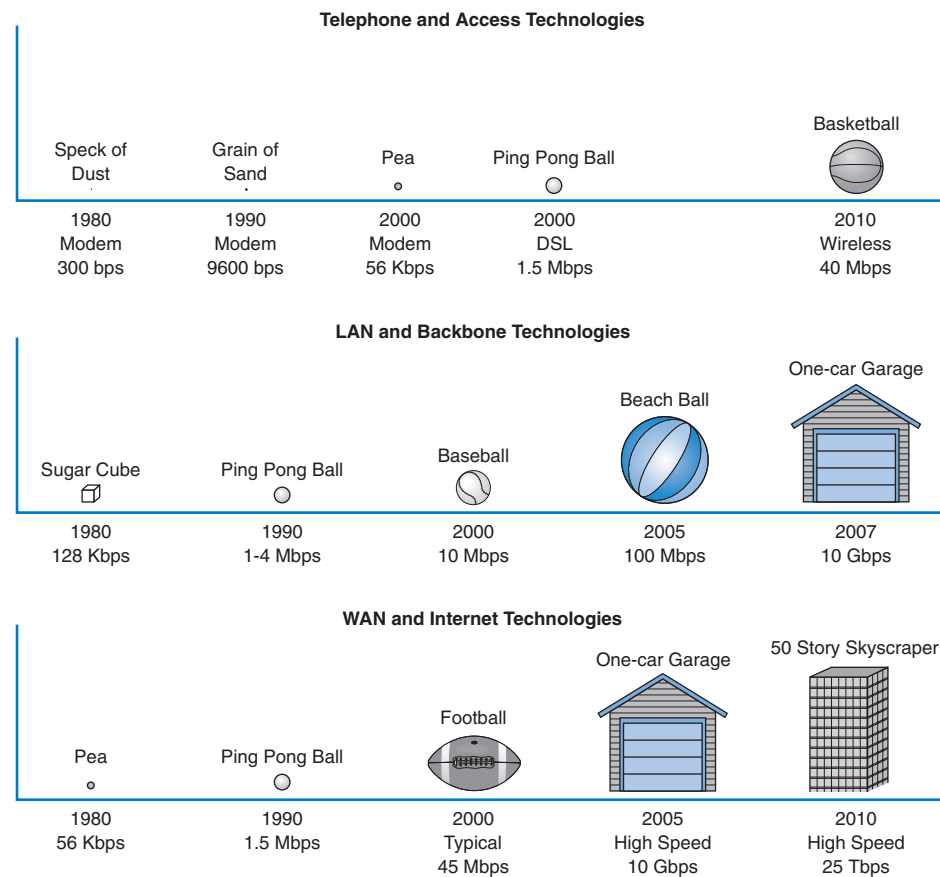 Telephone and Access Technologies
Speck of
Dust
Grain of
Sand
Pea
Ping Pong Ball
Basketball
1980
Modem
300 bps
1990
Modem
9600 bps
2000
Modem
56 Kbps
2000
DSL
1.5 Mbps
2010
Wireless
40 Mbps
LAN and Backbone Technologies
Sugar Cube
Ping Pong Ball
Baseball
Beach Ball
One-car Garage
1980
128 Kbps
1990
1-4 Mbps
2000
10 Mbps
2005
100 Mbps
2007
10 Gbps
WAN and Internet Technologies
Pea
Ping Pong Ball
Football
One-car Garage
50 Story Skyscraper
1980
56 Kbps
1990
1.5 Mbps
2000
Typical
45 Mbps
2005
High Speed
10 Gbps
2010
High Speed
25 Tbps